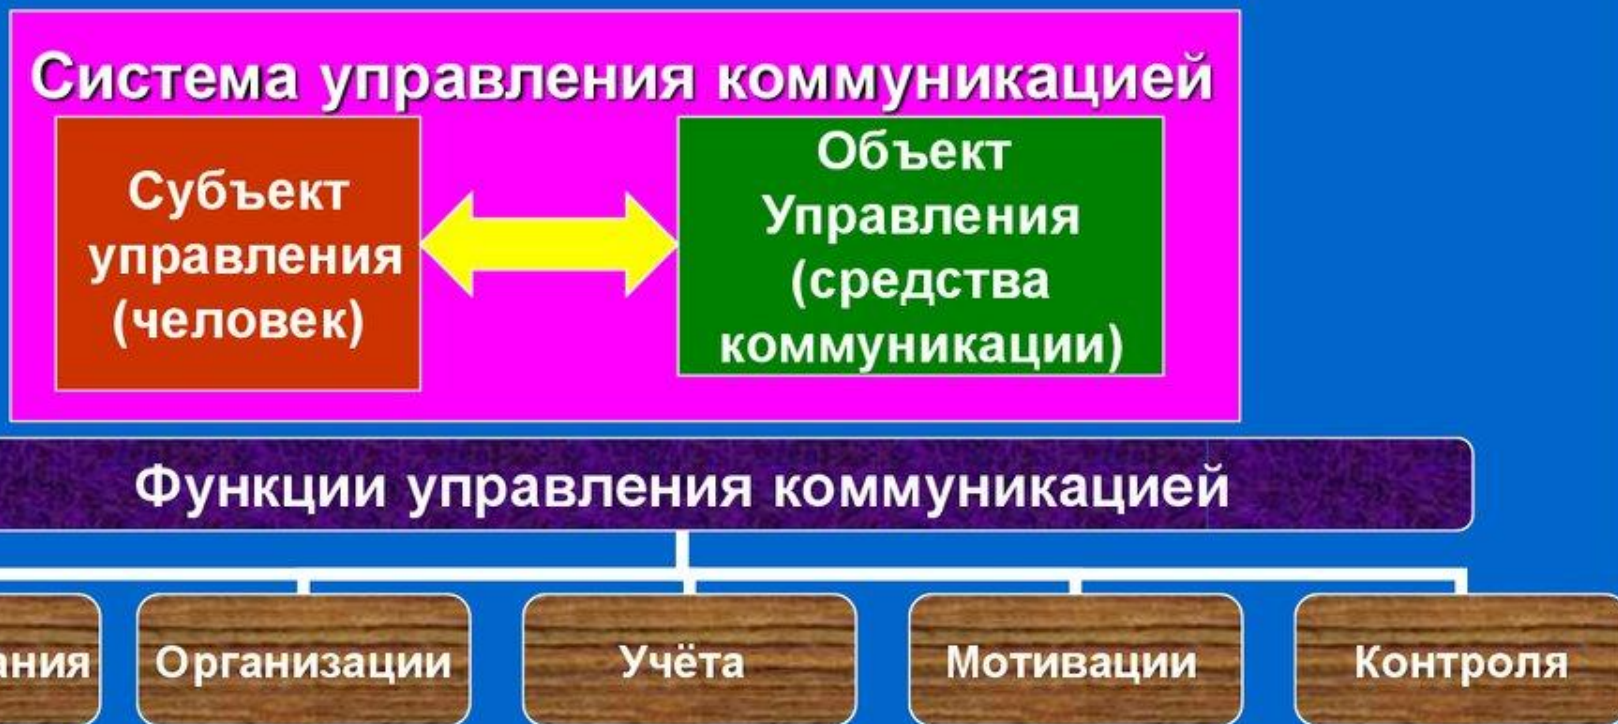 Система управления коммуникацией
Субъект
управления
(человек)
Объект
Управления
(средства
коммуникации)
Функции управления коммуникацией
Организации
Учёта
Мотивации
Контроля